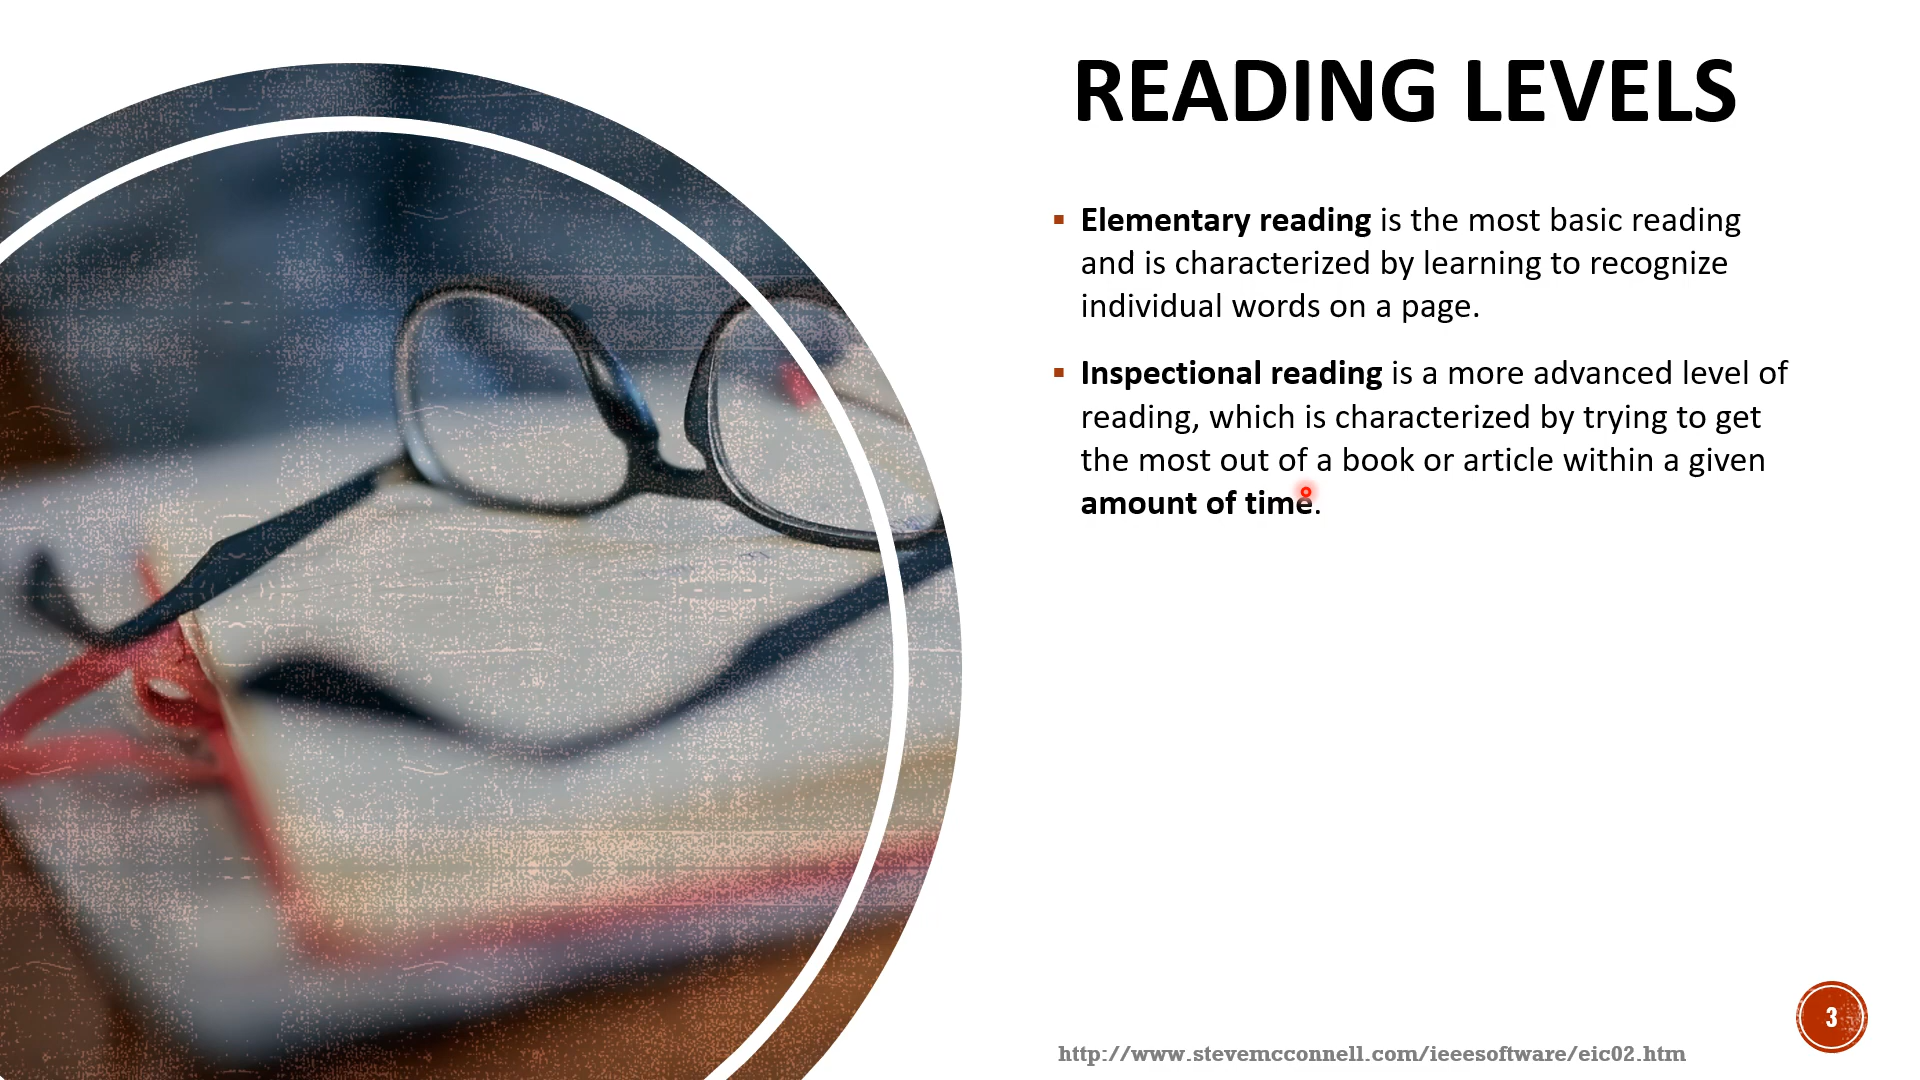 READING LEVELS
Elementary reading is the most basic reading
and is characterized by learning to recognize
individual words on a page.
Inspectional reading is a more advanced level of
reading, which is characterized by trying to get
the most out of a book or article within a given
amount of time.
3
http://www.stevemcconnell.com/ieeesoftware/eic02.htm